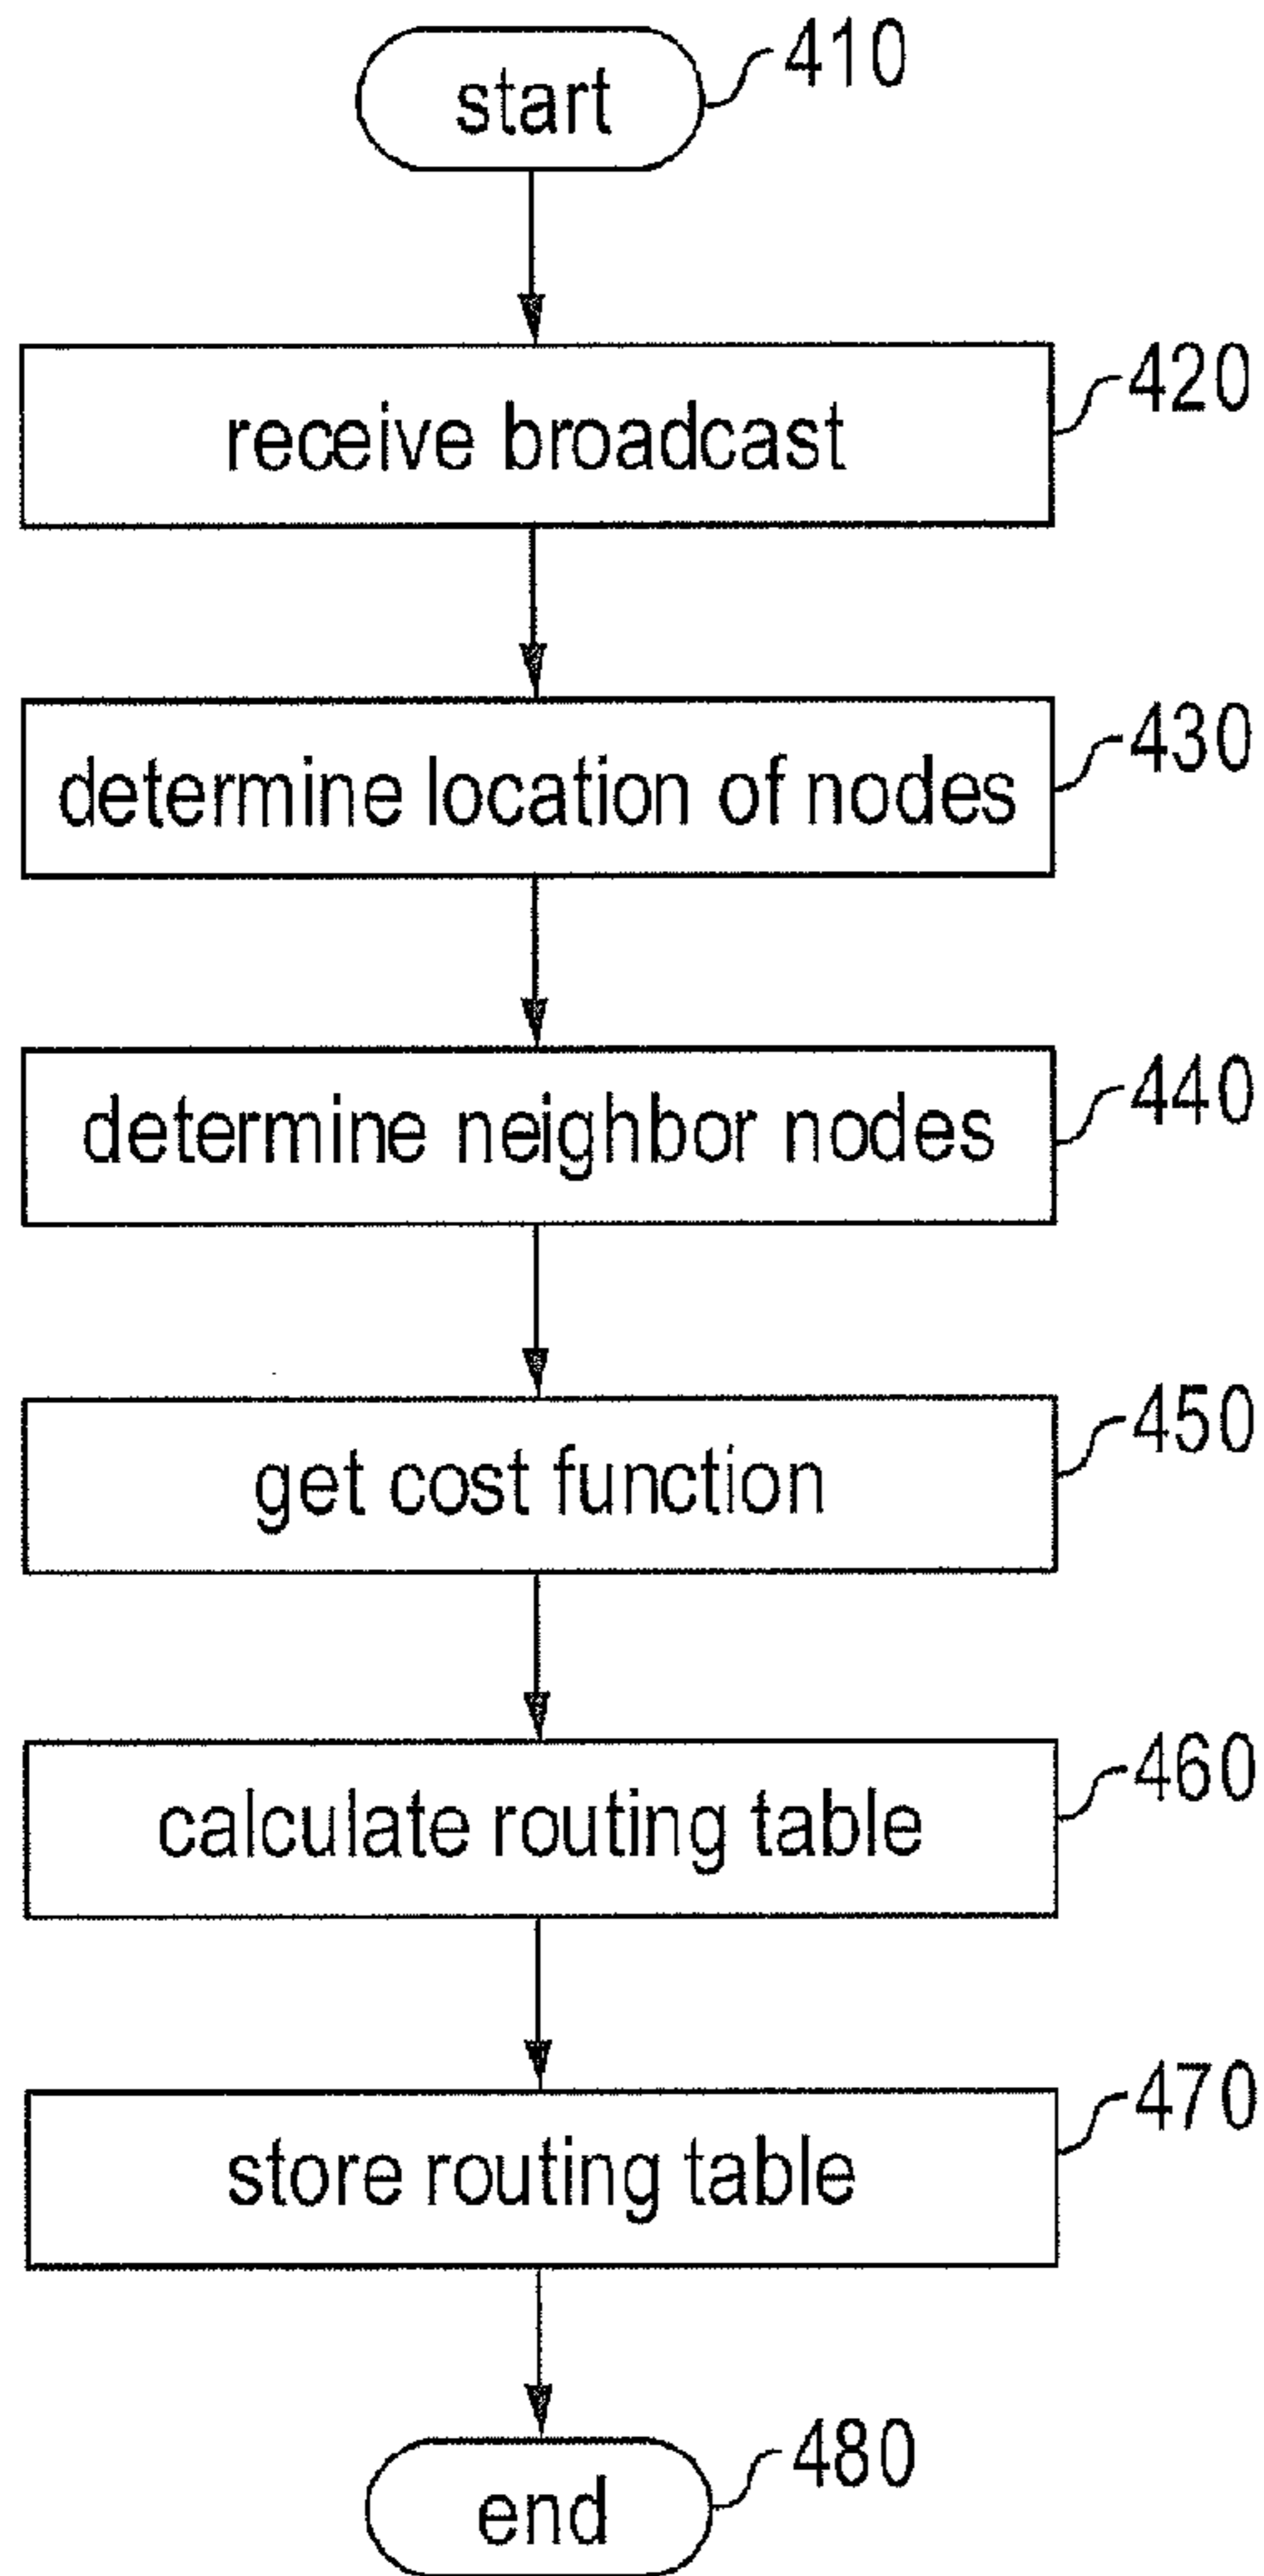 start
410
receive broadcast
420
determine location of nodes
430
determine neighbor nodes
440
get cost function
450
calculate routing table
460
store routing table
470
end
480